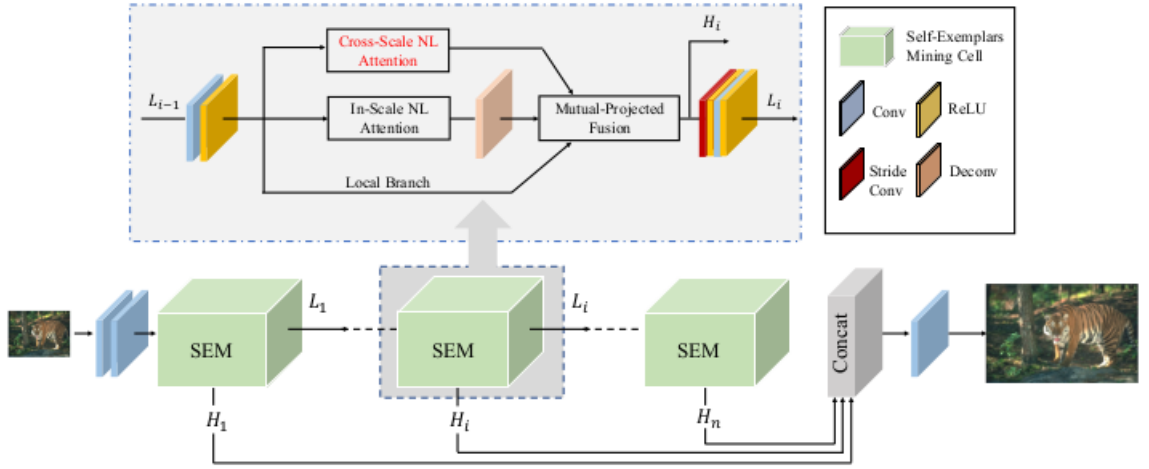 Cross-Scale NL
Attention
H_i
L_{i-1}
In-Scale NL
Attention
Mutual-Projected
Fusion
L_i
Local Branch
Self-Exemplars
Mining Cell
Conv
ReLU
Stride
Conv
Deconv
SEM
L_1
SEM
L_i
SEM
Concat
H_1
H_i
H_n